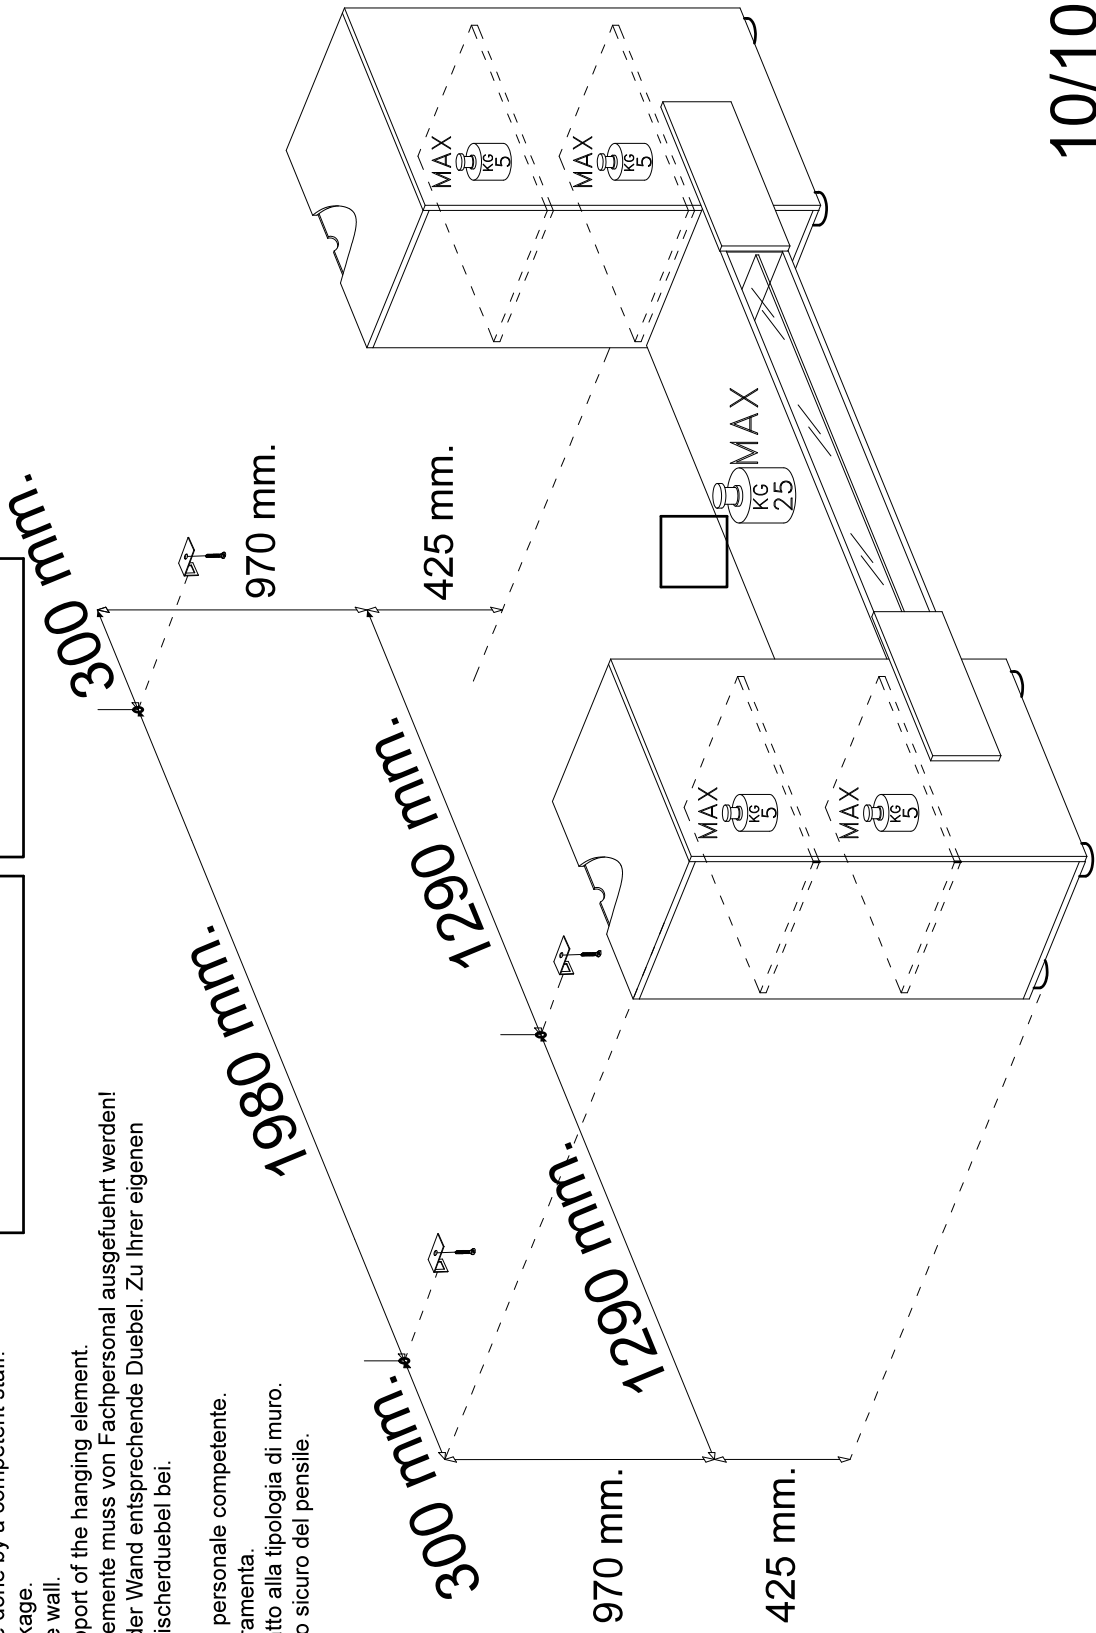 done by a competent staff.
kage.
e wall.
port of the hanging element.
emente muss von Fachpersonal ausgefuehrt werden!
der Wand entsprechende Duebel. Zu Ihrer eigenen
ischerduebel bei.
personale competente.
ramenta.
tto alla tipologia di muro.
o sicuro del pensile.
300 mm.
1980 mm.
300 mm.
970 mm.
425 mm.
1290 mm.
1290 mm.
970 mm.
425 mm.
MAX
KG
5
MAX
KG
5
MAX
KG
5
MAX
KG
5
MAX
KG
25
10/10